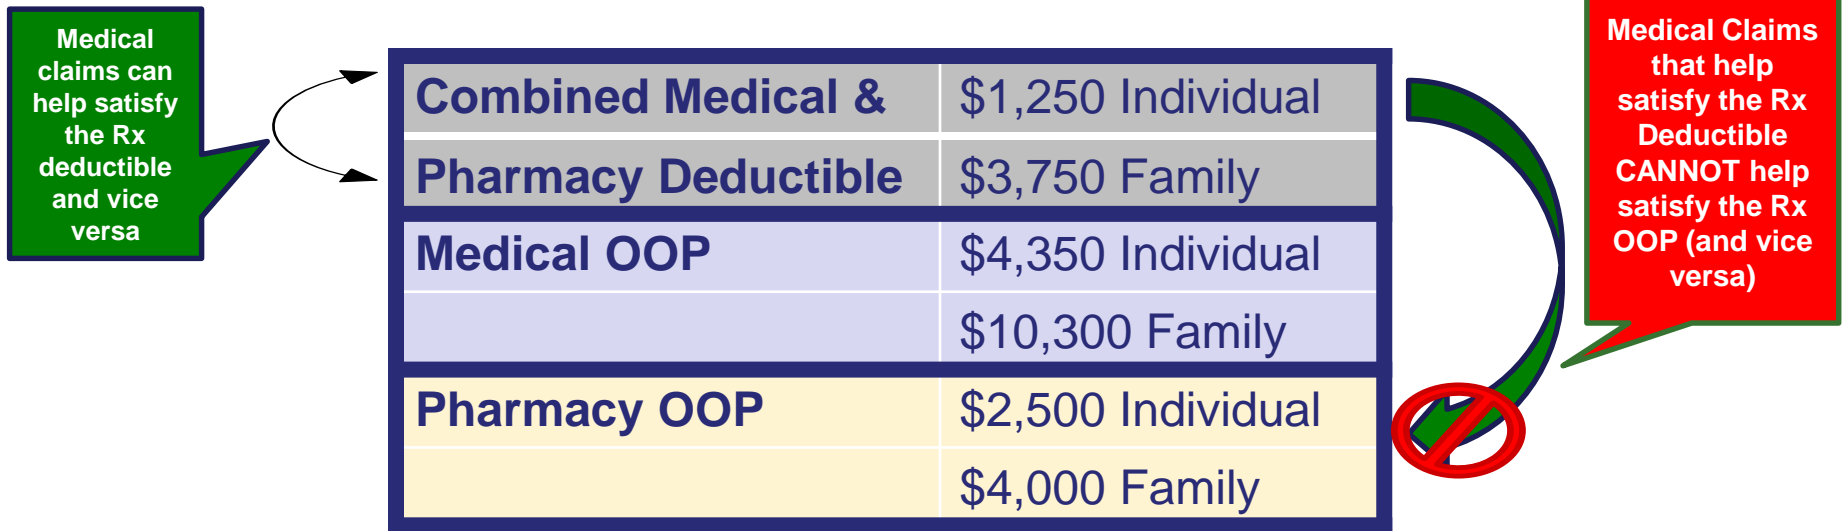 Medical
claims can
help satisfy
the Rx
deductible
and vice
versa
Combined Medical & $1,250 Individual
Pharmacy Deductible $3,750 Family
Medical OOP $4,350 Individual
$10,300 Family
Pharmacy OOP $2,500 Individual
$4,000 Family
Medical Claims
that help
satisfy the Rx
Deductible
CANNOT help
satisfy the Rx
OOP (and vice
versa)